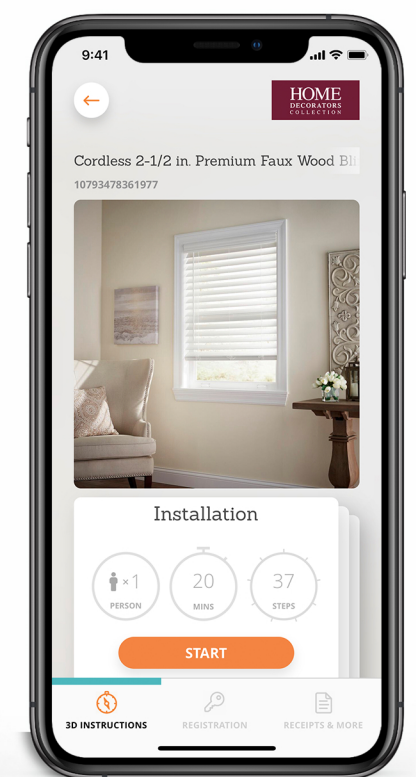 9:41
HOME
DECORATORS
COLLECTION
Cordless 2-1/2 in. Premium Faux Wood Bli
10793478361977
Installation
×1
PERSON
20
MINS
37
STEPS
START
3D INSTRUCTIONS
REGISTRATION
RECEIPTS & MORE